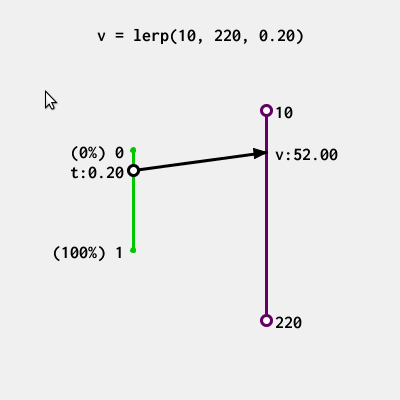 v = lerp(10, 220, 0.20)
10
(0%) 0
v:52.00
t:0.20
(100%) 1
220